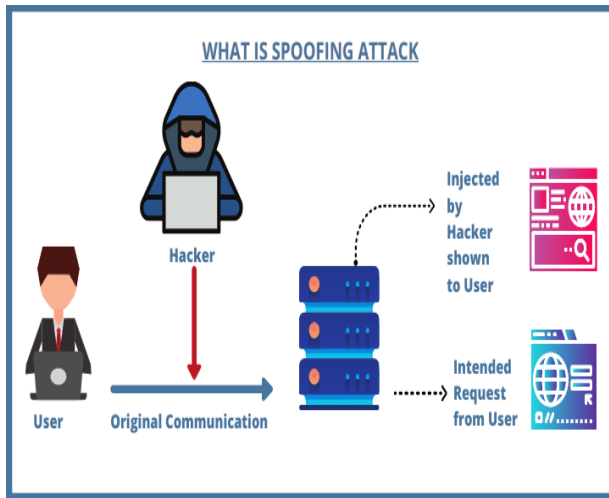 WHAT IS SPOOFING ATTACK
Hacker
User
Original Communication
Injected
by
Hacker
shown
to User
Intended
Request
from User